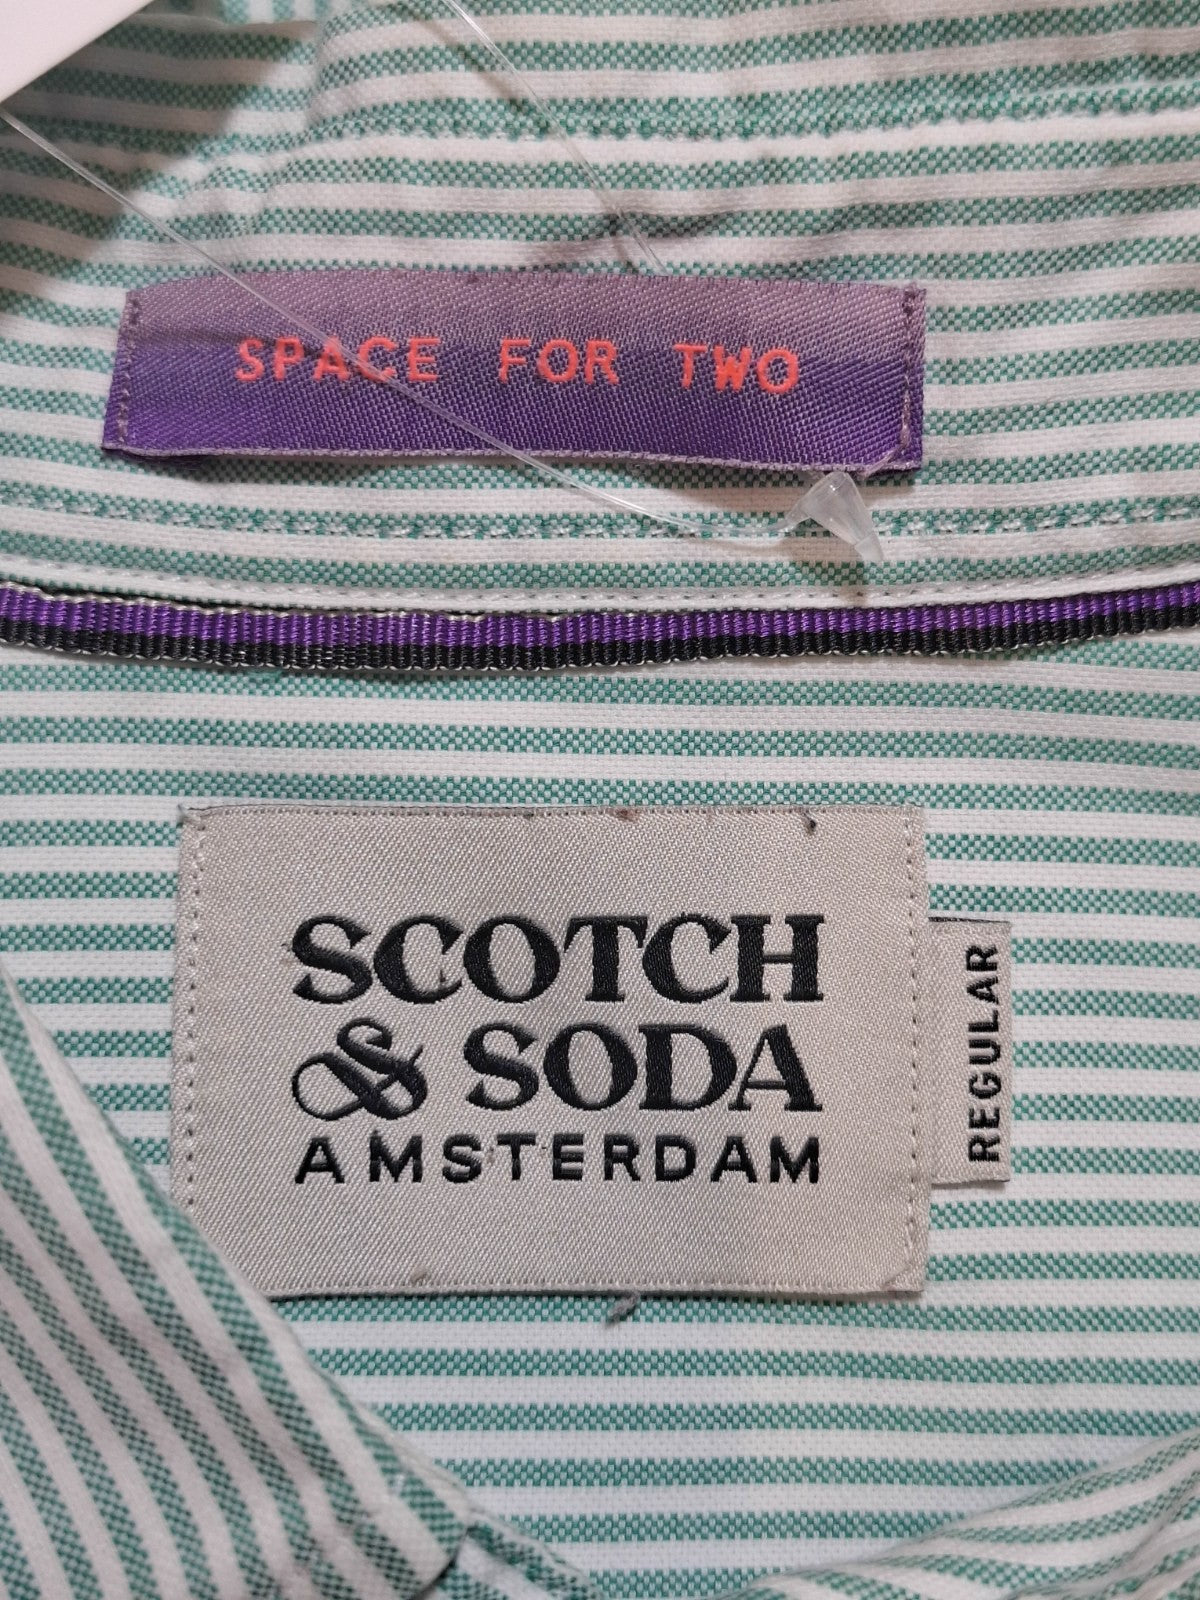 SPACE FOR TWO
SCOTCH
& SODA
AMSTERDAM
REGULAR